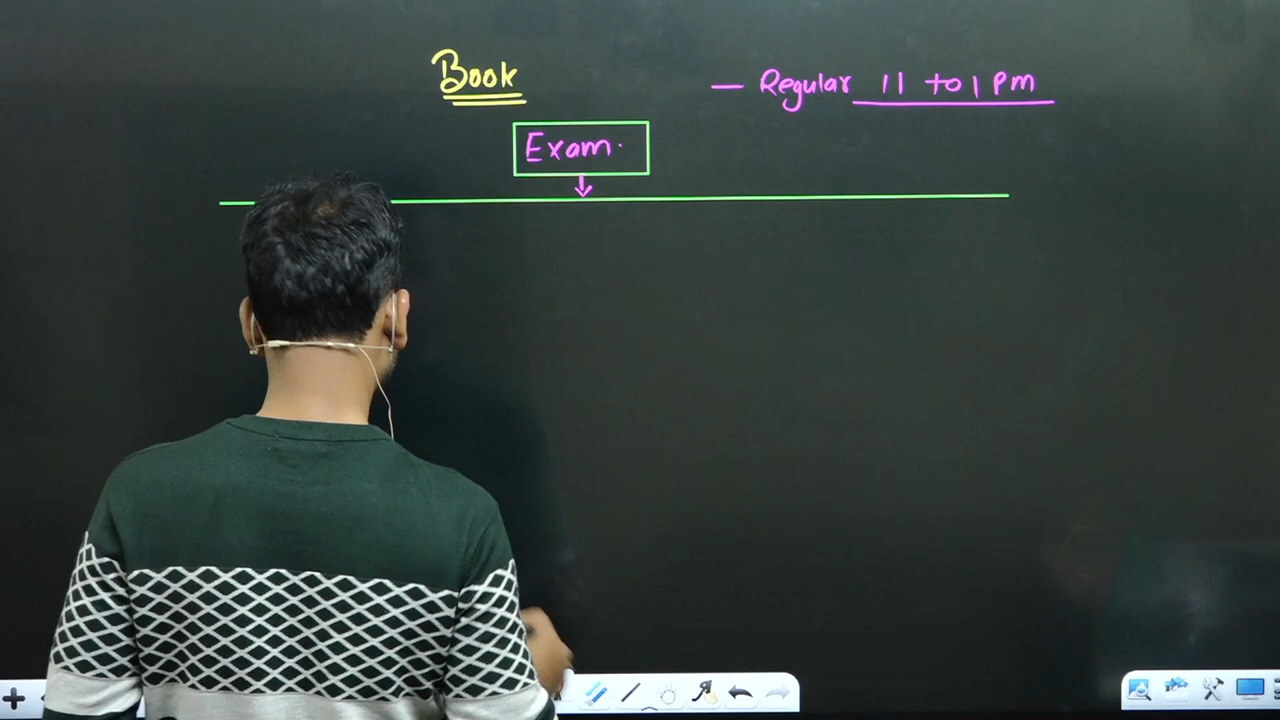 Book
— Regular 11 to 1 Pm
Exam.